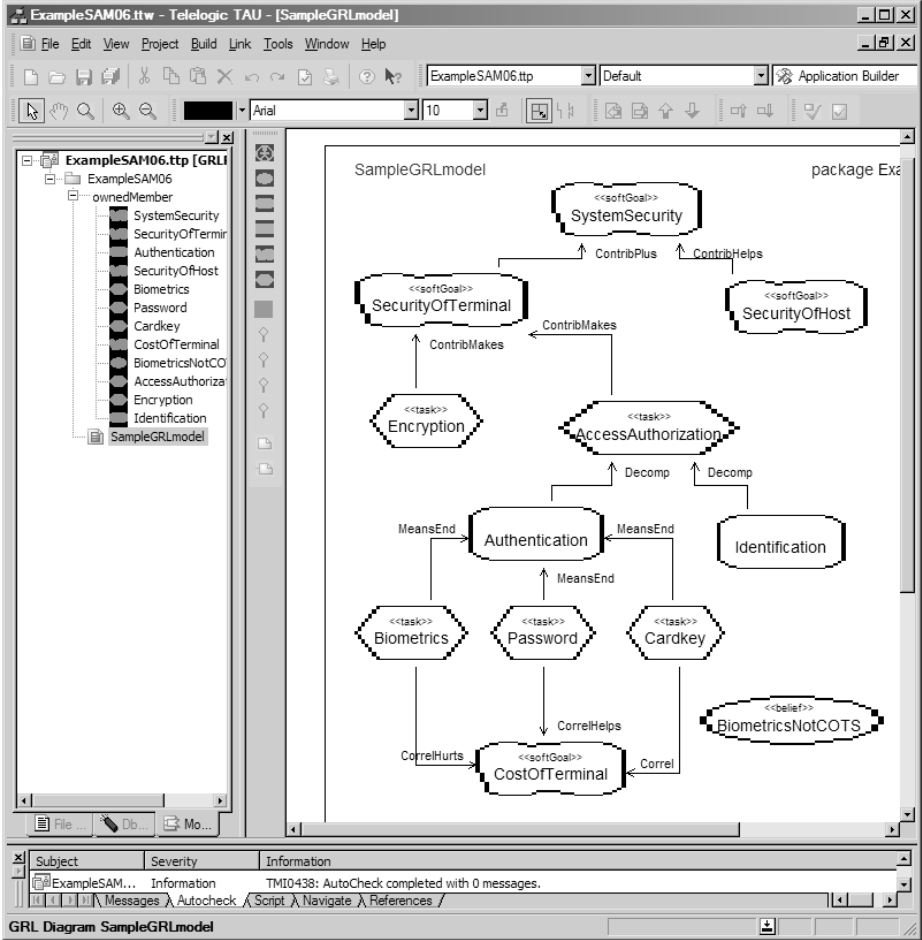 ExampleSAM06.ttw - Telelogic TAU - [SampleGRLmodel]
File Edit View Project Build Link Tools Window Help
ExampleSAM06.ttp Default Application Builder
Arial 10
ExampleSAM06.ttp [GRL
ExampleSAM06
ownedMember
SystemSecurity
SecurityOfTermir
Authentication
SecurityOfHost
Biometrics
Password
Cardkey
CostOfTerminal
BiometricsNotCO
AccessAuthoriza
Encryption
Identification
SampleGRLmodel
File ... Db... Mo...
SampleGRLmodel package Exa
<<softGoal>>
SystemSecurity
ContribPlus ContribHelps
<<softGoal>>
SecurityOfTerminal
<<softGoal>>
SecurityOfHost
ContribMakes
ContribMakes
<<task>>
Encryption
<<task>>
AccessAuthorization
Decomp Decomp
MeansEnd MeansEnd
Authentication
Identification
MeansEnd
<<task>>
Biometrics
<<task>>
Password
<<task>>
Cardkey
<<belief>>
BiometricsNotCOTS
CorrelHelps
CorrelHurts Correl
<<softGoal>>
CostOfTerminal
Subject Severity Information
ExampleSAM... Information TMI0438: AutoCheck completed with 0 messages.
Messages Autocheck Script Navigate References
GRL Diagram SampleGRLmodel